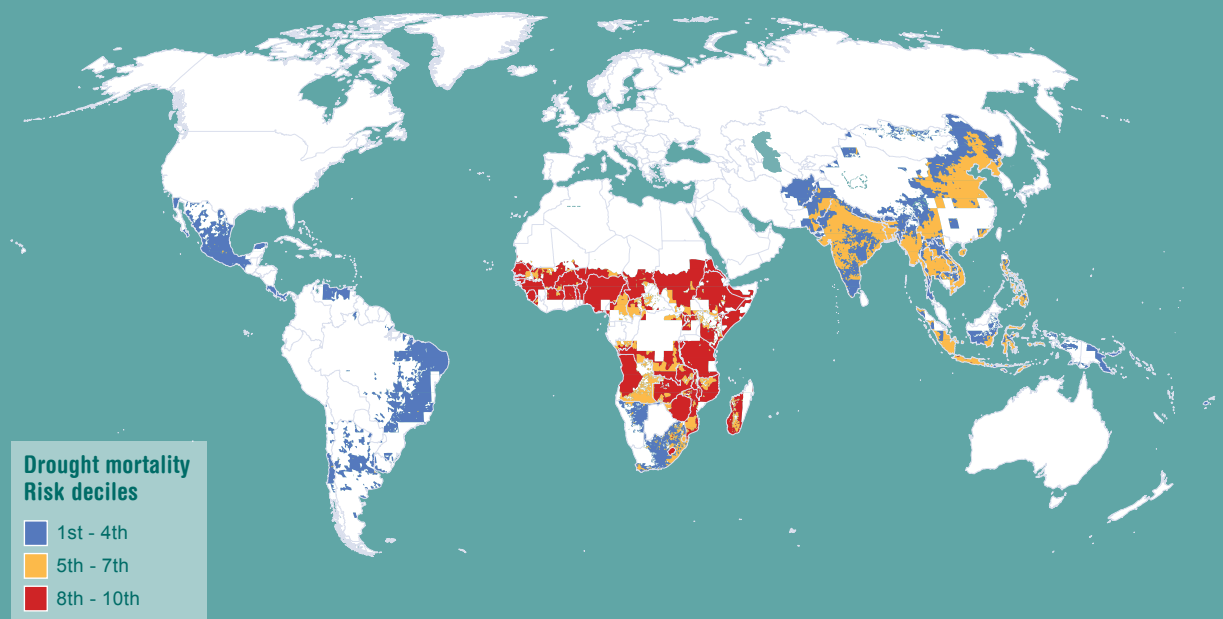 Drought mortality
Risk deciles
1st - 4th
5th - 7th
8th - 10th